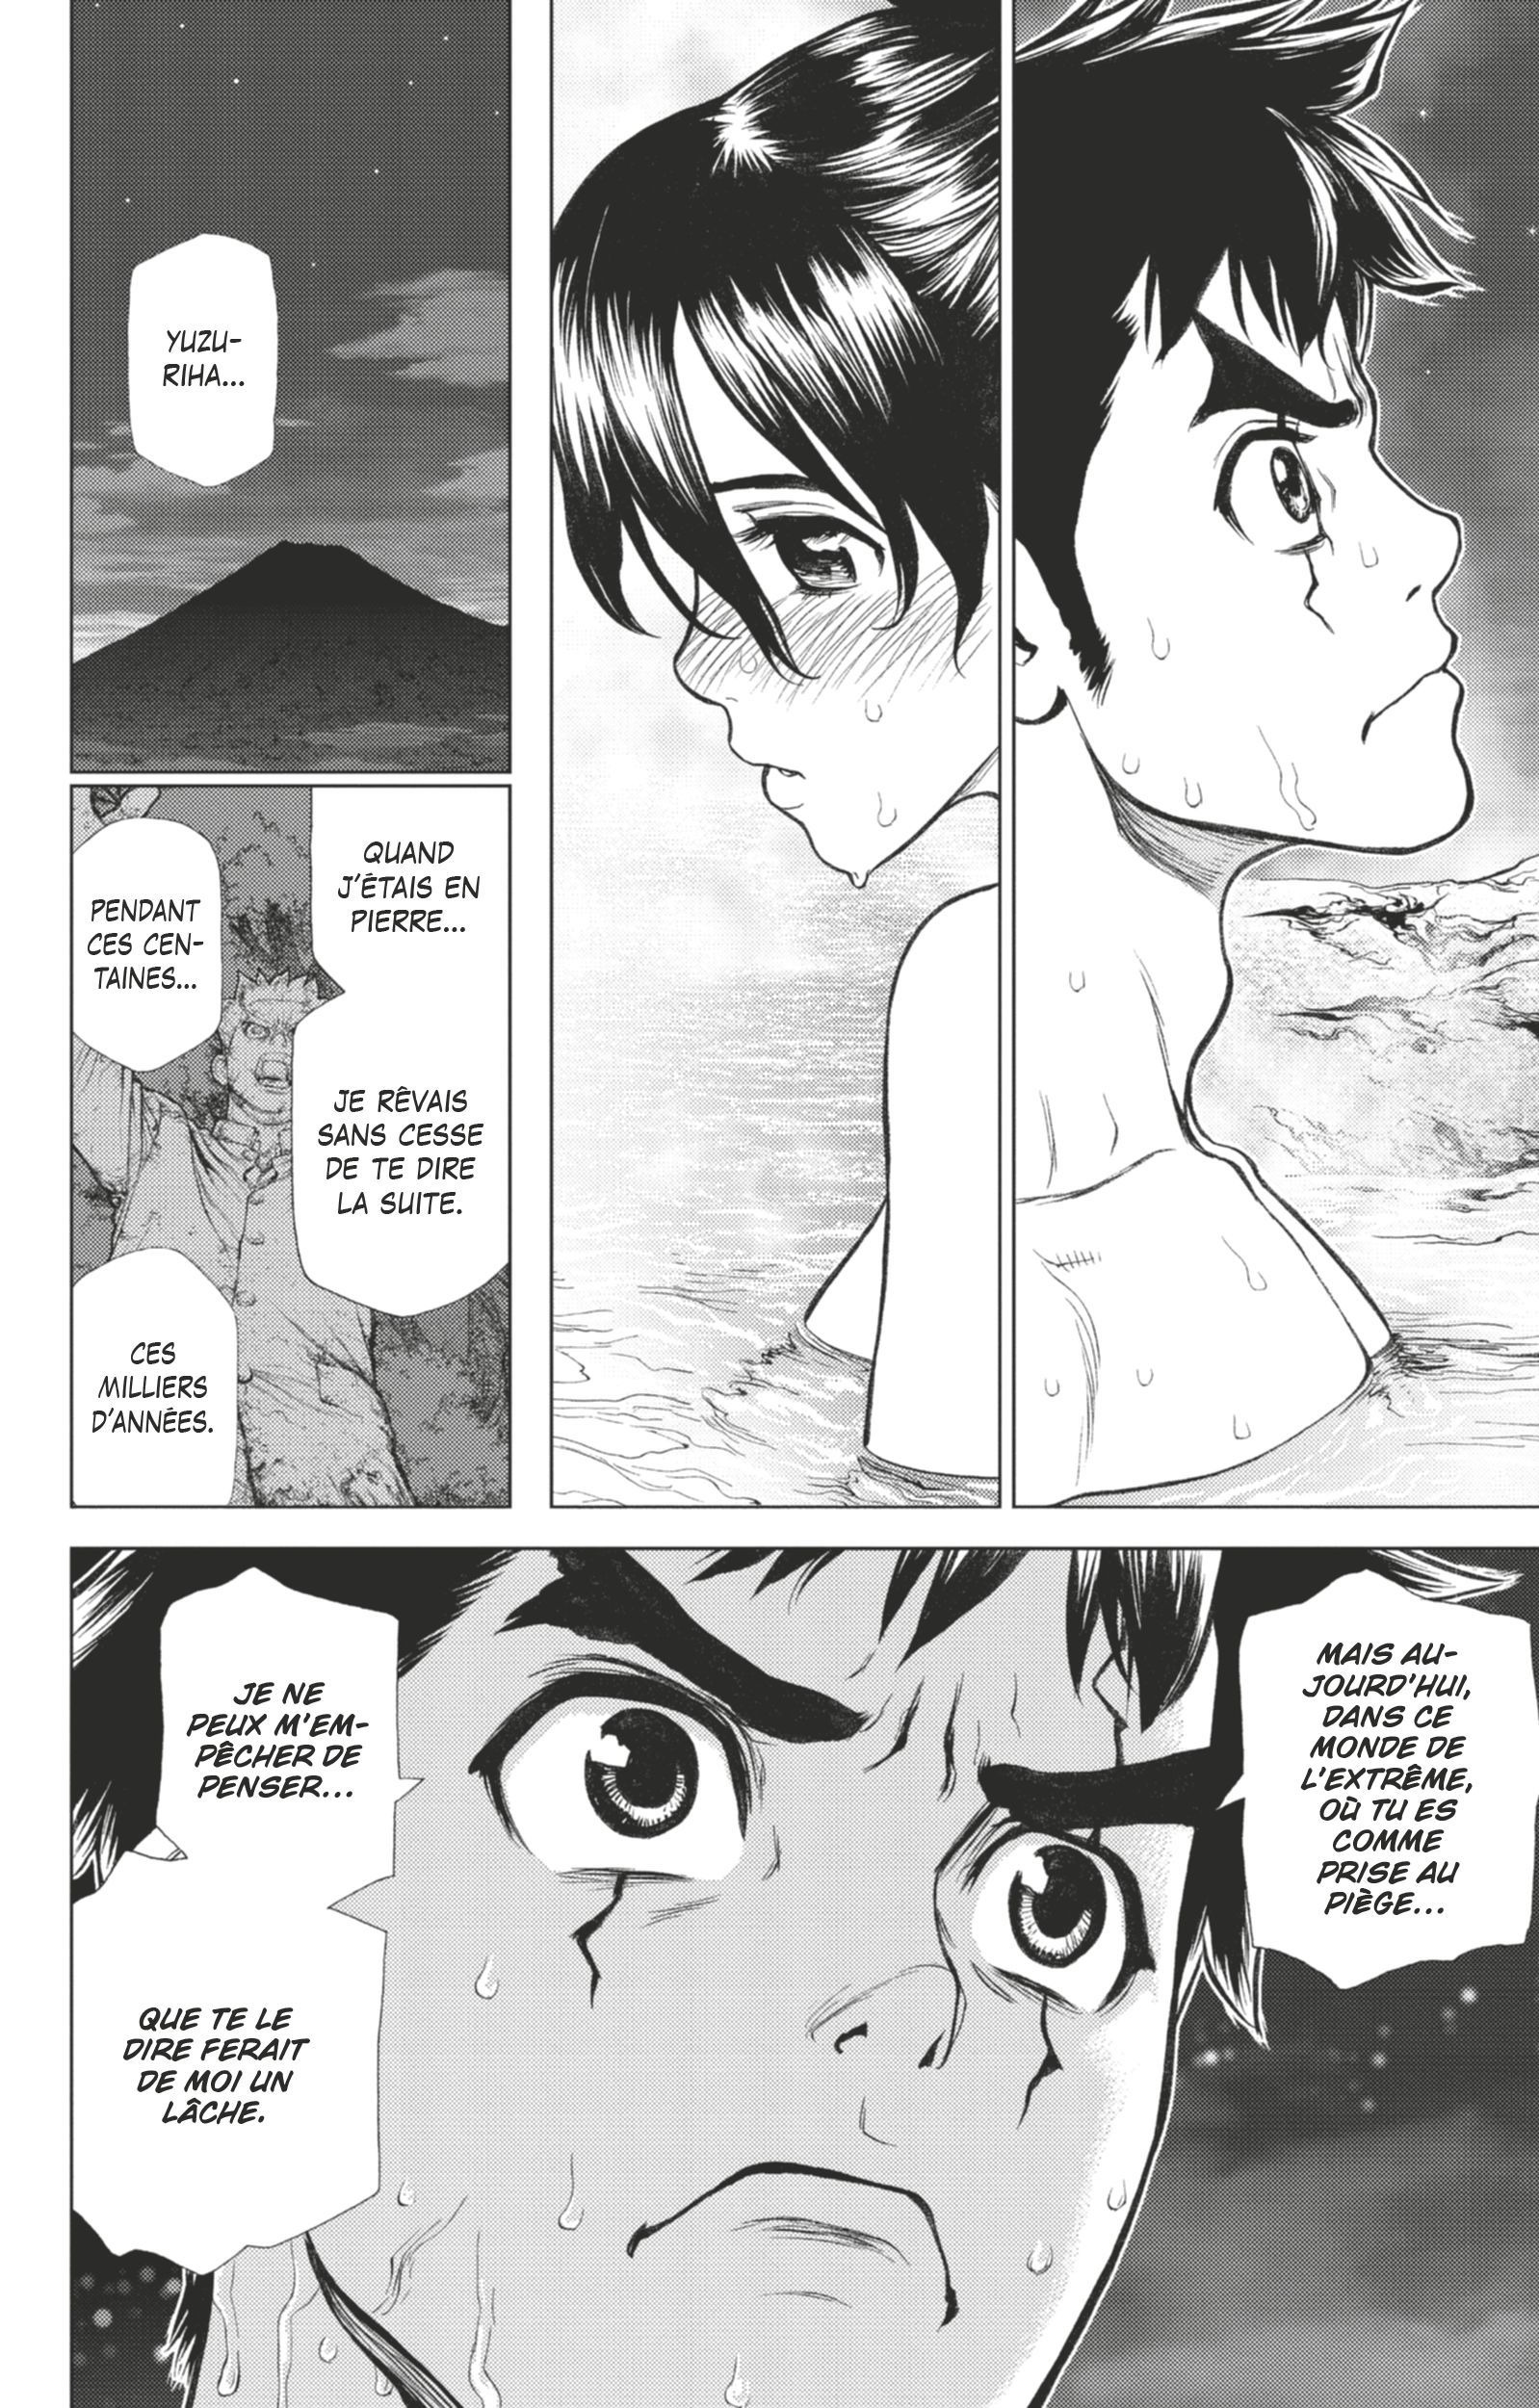 YUZU-
RIHA...
QUAND
J'ÉTAIS EN
PIERRE...
JE RÊVAIS
SANS CESSE
DE TE DIRE
LA SUITE.
PENDANT
CES CEN-
TAINES...
CES
MILLIERS
D'ANNÉES.
MAIS AU-
JOURD'HUI,
DANS CE
MONDE DE
L'EXTRÊME,
OÙ TU ES
COMME
PRISE AU
PIÈGE...
JE NE
PEUX M'EM-
PÊCHER DE
PENSER...
QUE TE LE
DIRE FERAIT
DE MOI UN
LÂCHE.